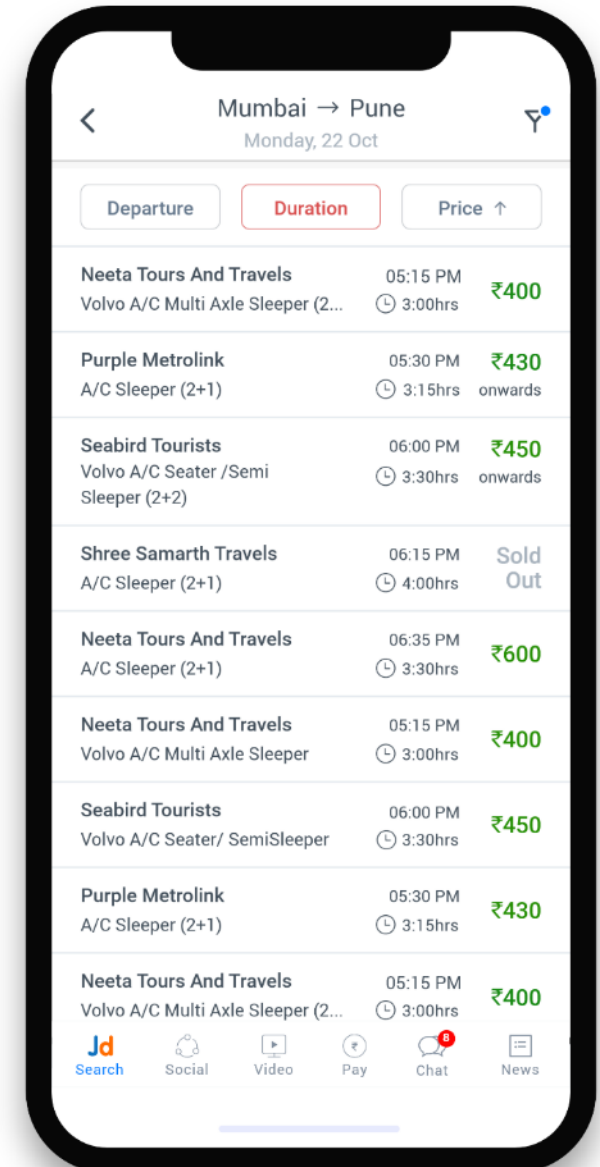 Mumbai → Pune
Monday, 22 Oct
Departure
Duration
Price ↑
Neeta Tours And Travels 05:15 PM ₹400
Volvo A/C Multi Axle Sleeper (2... 3:00hrs
Purple Metrolink 05:30 PM ₹430
A/C Sleeper (2+1) 3:15hrs onwards
Seabird Tourists 06:00 PM ₹450
Volvo A/C Seater /Semi 3:30hrs onwards
Sleeper (2+2)
Shree Samarth Travels 06:15 PM Sold
A/C Sleeper (2+1) 4:00hrs Out
Neeta Tours And Travels 06:35 PM ₹600
A/C Sleeper (2+1) 3:30hrs
Neeta Tours And Travels 05:15 PM ₹400
Volvo A/C Multi Axle Sleeper 3:00hrs
Seabird Tourists 06:00 PM ₹450
Volvo A/C Seater/ SemiSleeper 3:30hrs
Purple Metrolink 05:30 PM ₹430
A/C Sleeper (2+1) 3:15hrs
Neeta Tours And Travels 05:15 PM ₹400
Volvo A/C Multi Axle Sleeper (2... 3:00hrs
Jd ₹ 8
Search Social Video Pay Chat News